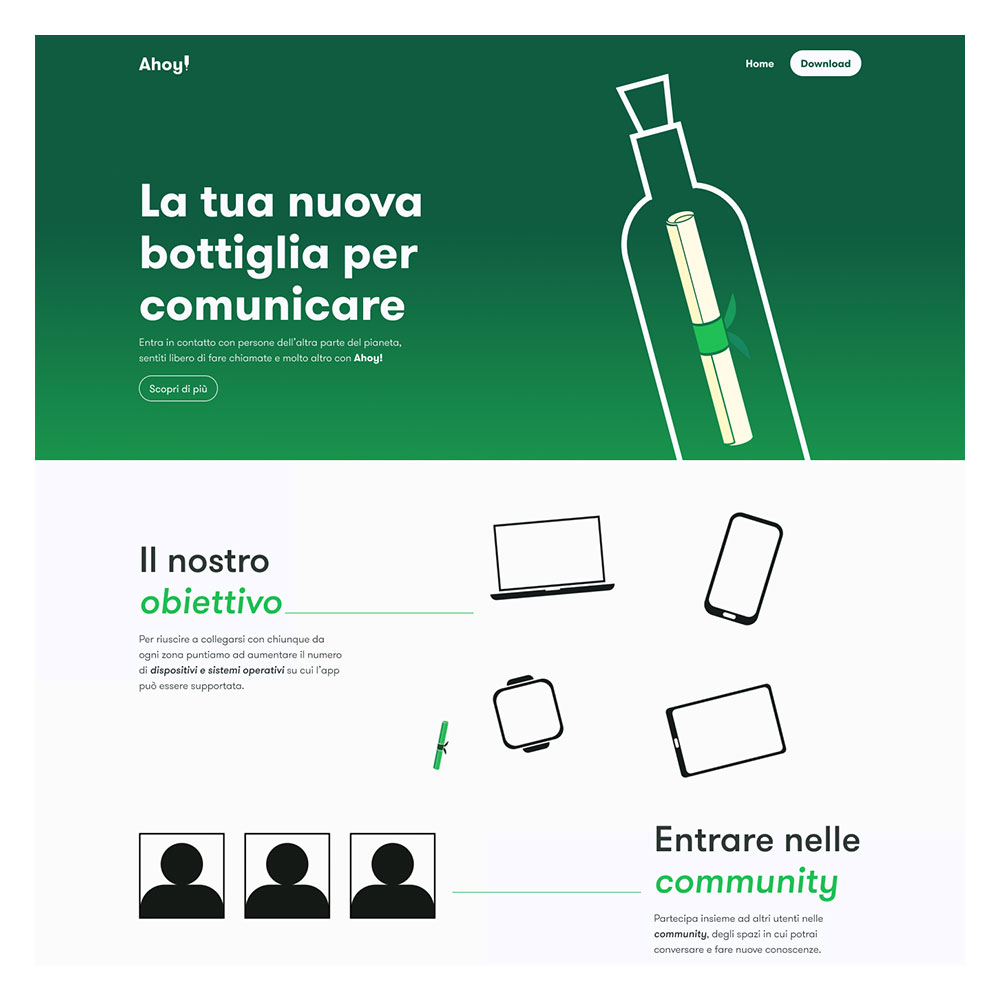 Ahoy!
Home
Download
La tua nuova
bottiglia per
comunicare
Entra in contatto con persone dell'altra parte del pianeta,
sentiti libero di fare chiamate e molto altro con Ahoy!
Scopri di più
Il nostro
obiettivo
Per riuscire a collegarsi con chiunque da
ogni zona puntiamo ad aumentare il numero
di dispositivi e sistemi operativi su cui l'app
può essere supportata.
Entrare nelle
community
Partecipa insieme ad altri utenti nelle
community, degli spazi in cui potrai
conversare e fare nuove conoscenze.